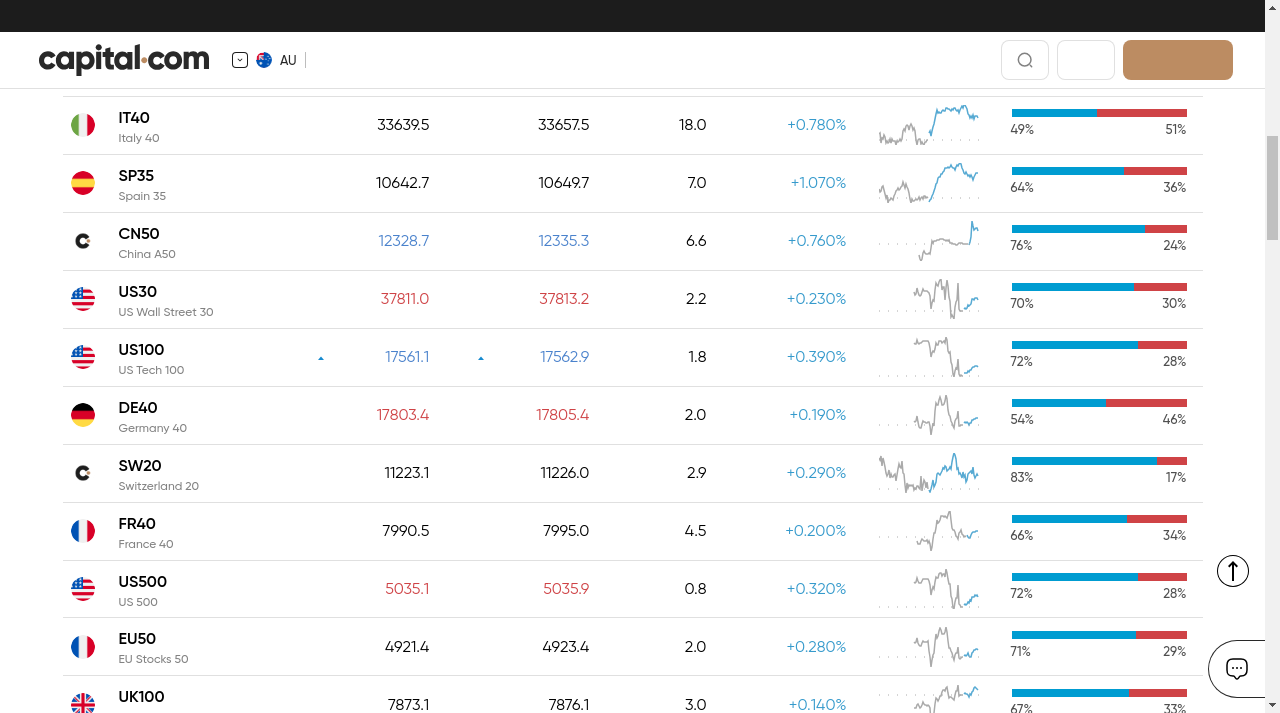 capital.com AU
IT40 33639.5 33657.5 18.0 +0.780%
Italy 40 49% 51%
SP35 10642.7 10649.7 7.0 +1.070%
Spain 35 64% 36%
CN50 12328.7 12335.3 6.6 +0.760%
China A50 76% 24%
US30 37811.0 37813.2 2.2 +0.230%
US Wall Street 30 70% 30%
US100 17561.1 17562.9 1.8 +0.390%
US Tech 100 72% 28%
DE40 17803.4 17805.4 2.0 +0.190%
Germany 40 54% 46%
SW20 11223.1 11226.0 2.9 +0.290%
Switzerland 20 83% 17%
FR40 7990.5 7995.0 4.5 +0.200%
France 40 66% 34%
US500 5035.1 5035.9 0.8 +0.320%
US 500 72% 28%
EU50 4921.4 4923.4 2.0 +0.280%
EU Stocks 50 71% 29%
UK100 7873.1 7876.1 3.0 +0.140%
67% 33%